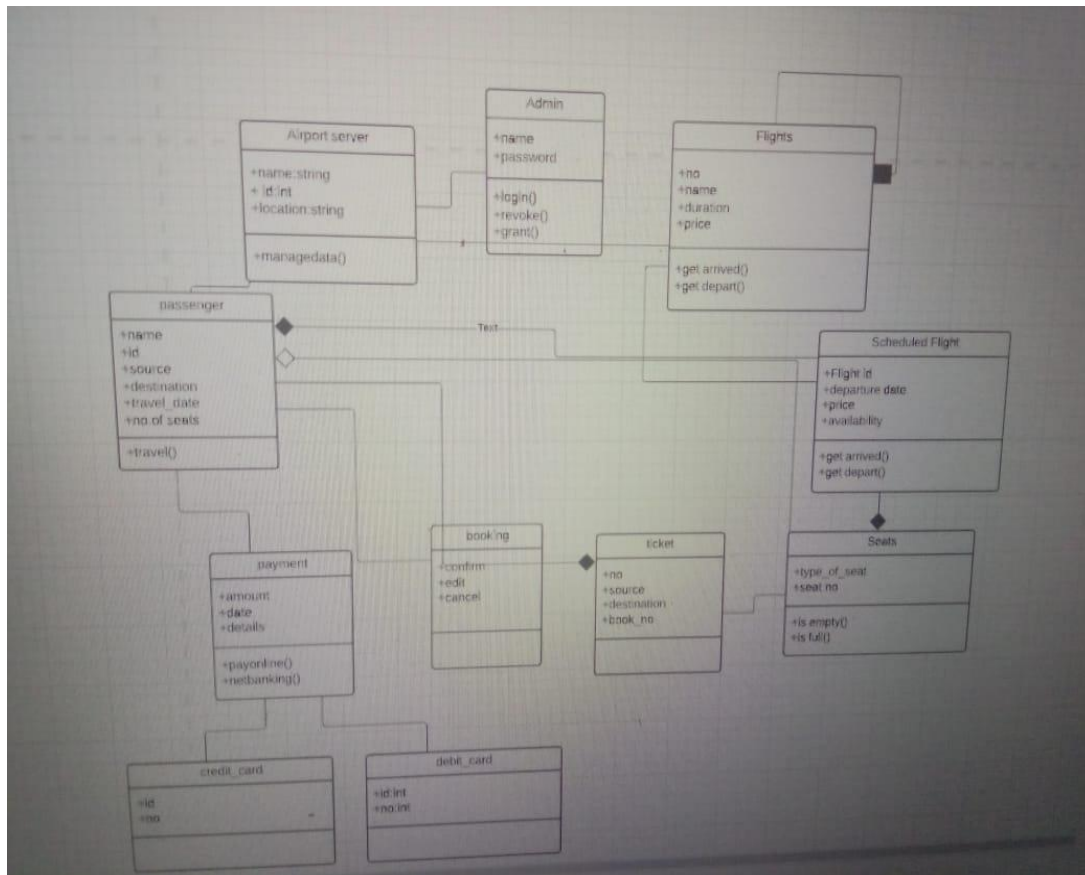 Airport server
+name:string
+ id:int
+location:string
+managedata()
Admin
+name
+password
+login()
+revoke()
+grant()
Flights
+no
+name
+duration
+price
+get arrived()
+get depart()
passenger
+name
+id
+source
+destination
+travel_date
+no.of seats
+travel()
Text
Scheduled Flight
+Flight id
+departure date
+price
+availability
+get arrived()
+get depart()
payment
+amount
+date
+details
+payonline()
+netbanking()
booking
+confirm
+edit
+cancel
ticket
+no
+source
+destination
+book_no
Seats
+type_of_seat
+seat no
+is empty()
+is full()
credit_card
+id
+no
debit_card
+id:int
+no:int